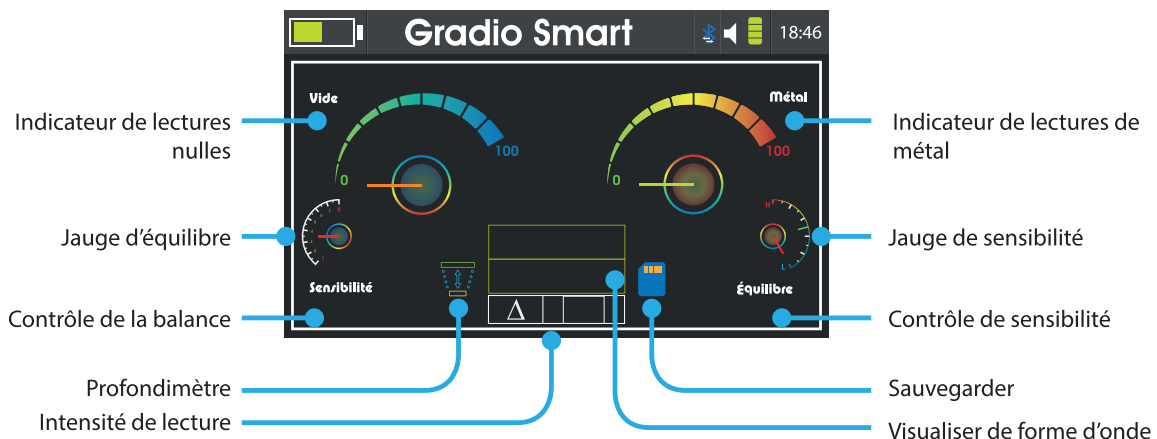 Gradio Smart
18:46
Vide
Métal
Indicateur de lectures
nulles
Indicateur de lectures de
métal
100
100
0
0
H
L
Jauge d'équilibre
Jauge de sensibilité
Sensibilité
Équilibre
Δ
Contrôle de la balance
Contrôle de sensibilité
Profondimètre
Sauvegarder
Intensité de lecture
Visualiser de forme d'onde